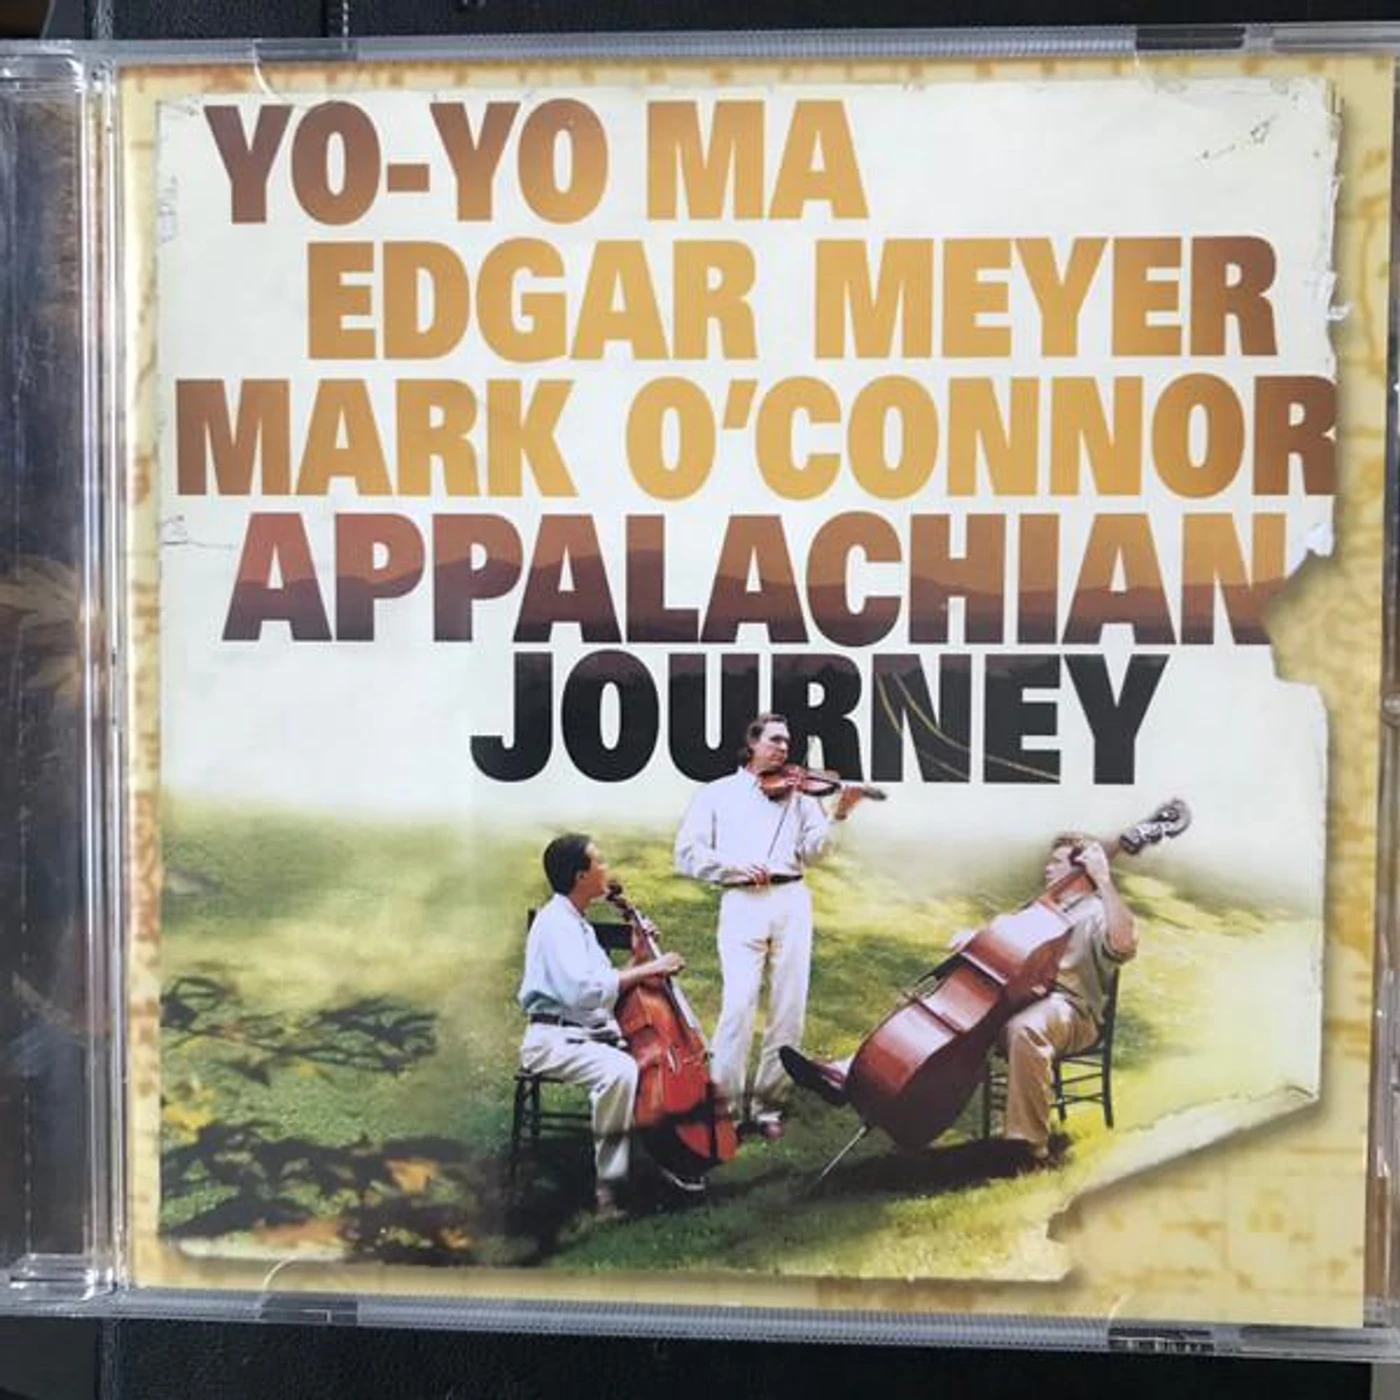 YO-YO MA
EDGAR MEYER
MARK O'CONNOR
APPALACHIAN
JOURNEY